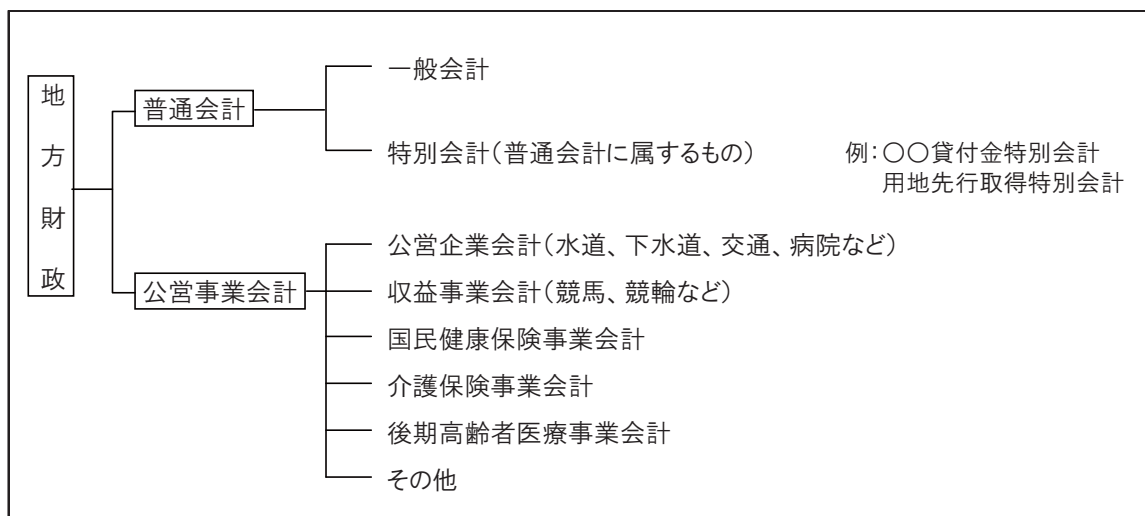 地方財政
普通会計
一般会計
特別会計(普通会計に属するもの) 例:〇〇貸付金特別会計
用地先行取得特別会計
公営事業会計
公営企業会計(水道、下水道、交通、病院など)
収益事業会計(競馬、競輪など)
国民健康保険事業会計
介護保険事業会計
後期高齢者医療事業会計
その他